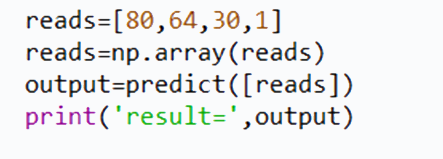 reads=[80,64,30,1]
reads=np.array(reads)
output=predict([reads])
print('result=',output)